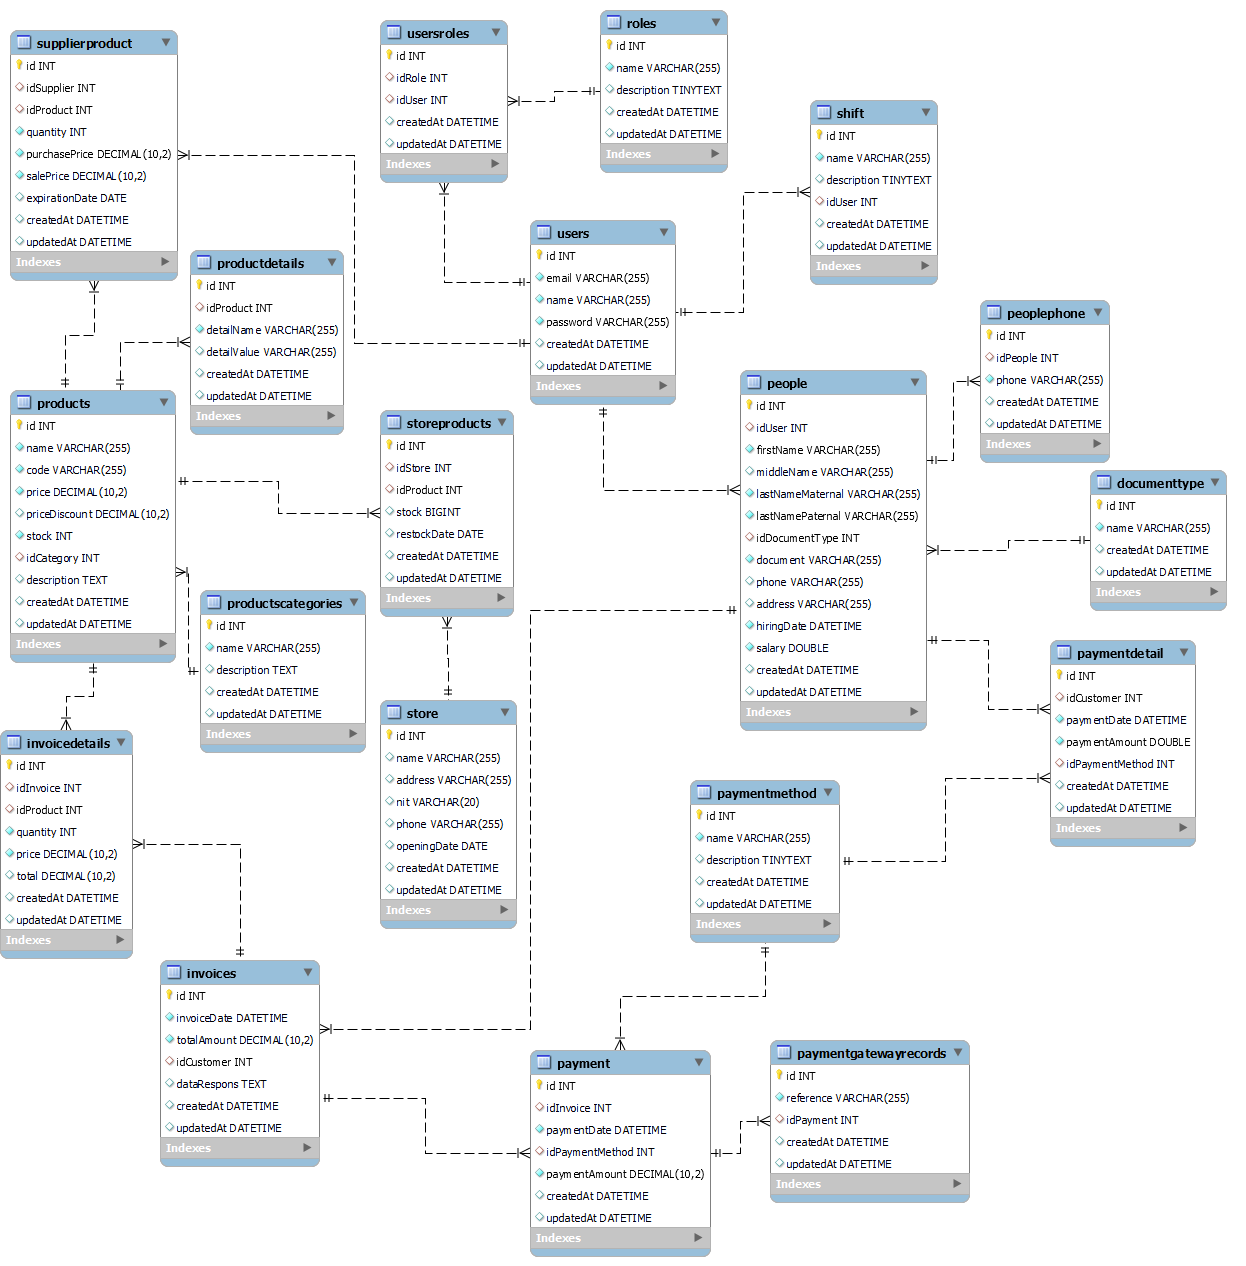 supplierproduct
id INT
idSupplier INT
idProduct INT
quantity INT
purchasePrice DECIMAL(10,2)
salePrice DECIMAL(10,2)
expirationDate DATE
createdAt DATETIME
updatedAt DATETIME
Indexes
usersroles
id INT
idRole INT
idUser INT
createdAt DATETIME
updatedAt DATETIME
Indexes
roles
id INT
name VARCHAR(255)
description TINYTEXT
createdAt DATETIME
updatedAt DATETIME
Indexes
shift
id INT
name VARCHAR(255)
description TINYTEXT
idUser INT
createdAt DATETIME
updatedAt DATETIME
Indexes
productdetails
id INT
idProduct INT
detailName VARCHAR(255)
detailValue VARCHAR(255)
createdAt DATETIME
updatedAt DATETIME
Indexes
users
id INT
email VARCHAR(255)
name VARCHAR(255)
password VARCHAR(255)
createdAt DATETIME
updatedAt DATETIME
Indexes
peoplephone
id INT
idPeople INT
phone VARCHAR(255)
createdAt DATETIME
updatedAt DATETIME
Indexes
products
id INT
name VARCHAR(255)
code VARCHAR(255)
price DECIMAL(10,2)
priceDiscount DECIMAL(10,2)
stock INT
idCategory INT
description TEXT
createdAt DATETIME
updatedAt DATETIME
Indexes
storeproducts
id INT
idStore INT
idProduct INT
stock BIGINT
restockDate DATE
createdAt DATETIME
updatedAt DATETIME
Indexes
people
id INT
idUser INT
firstName VARCHAR(255)
middleName VARCHAR(255)
lastNameMaternal VARCHAR(255)
lastNamePaternal VARCHAR(255)
idDocumentType INT
document VARCHAR(255)
phone VARCHAR(255)
address VARCHAR(255)
hiringDate DATETIME
salary DOUBLE
createdAt DATETIME
updatedAt DATETIME
Indexes
documenttype
id INT
name VARCHAR(255)
createdAt DATETIME
updatedAt DATETIME
Indexes
productscategories
id INT
name VARCHAR(255)
description TEXT
createdAt DATETIME
updatedAt DATETIME
Indexes
paymentdetail
id INT
idCustomer INT
paymentDate DATETIME
paymentAmount DOUBLE
idPaymentMethod INT
createdAt DATETIME
updatedAt DATETIME
Indexes
store
id INT
name VARCHAR(255)
address VARCHAR(255)
nit VARCHAR(20)
phone VARCHAR(255)
openingDate DATE
createdAt DATETIME
updatedAt DATETIME
Indexes
invoicedetails
id INT
idInvoice INT
idProduct INT
quantity INT
price DECIMAL(10,2)
total DECIMAL(10,2)
createdAt DATETIME
updatedAt DATETIME
Indexes
paymentmethod
id INT
name VARCHAR(255)
description TINYTEXT
createdAt DATETIME
updatedAt DATETIME
Indexes
invoices
id INT
invoiceDate DATETIME
totalAmount DECIMAL(10,2)
idCustomer INT
dataRespons TEXT
createdAt DATETIME
updatedAt DATETIME
Indexes
payment
id INT
idInvoice INT
paymentDate DATETIME
idPaymentMethod INT
paymentAmount DECIMAL(10,2)
createdAt DATETIME
updatedAt DATETIME
Indexes
paymentgatewayrecords
id INT
reference VARCHAR(255)
idPayment INT
createdAt DATETIME
updatedAt DATETIME
Indexes